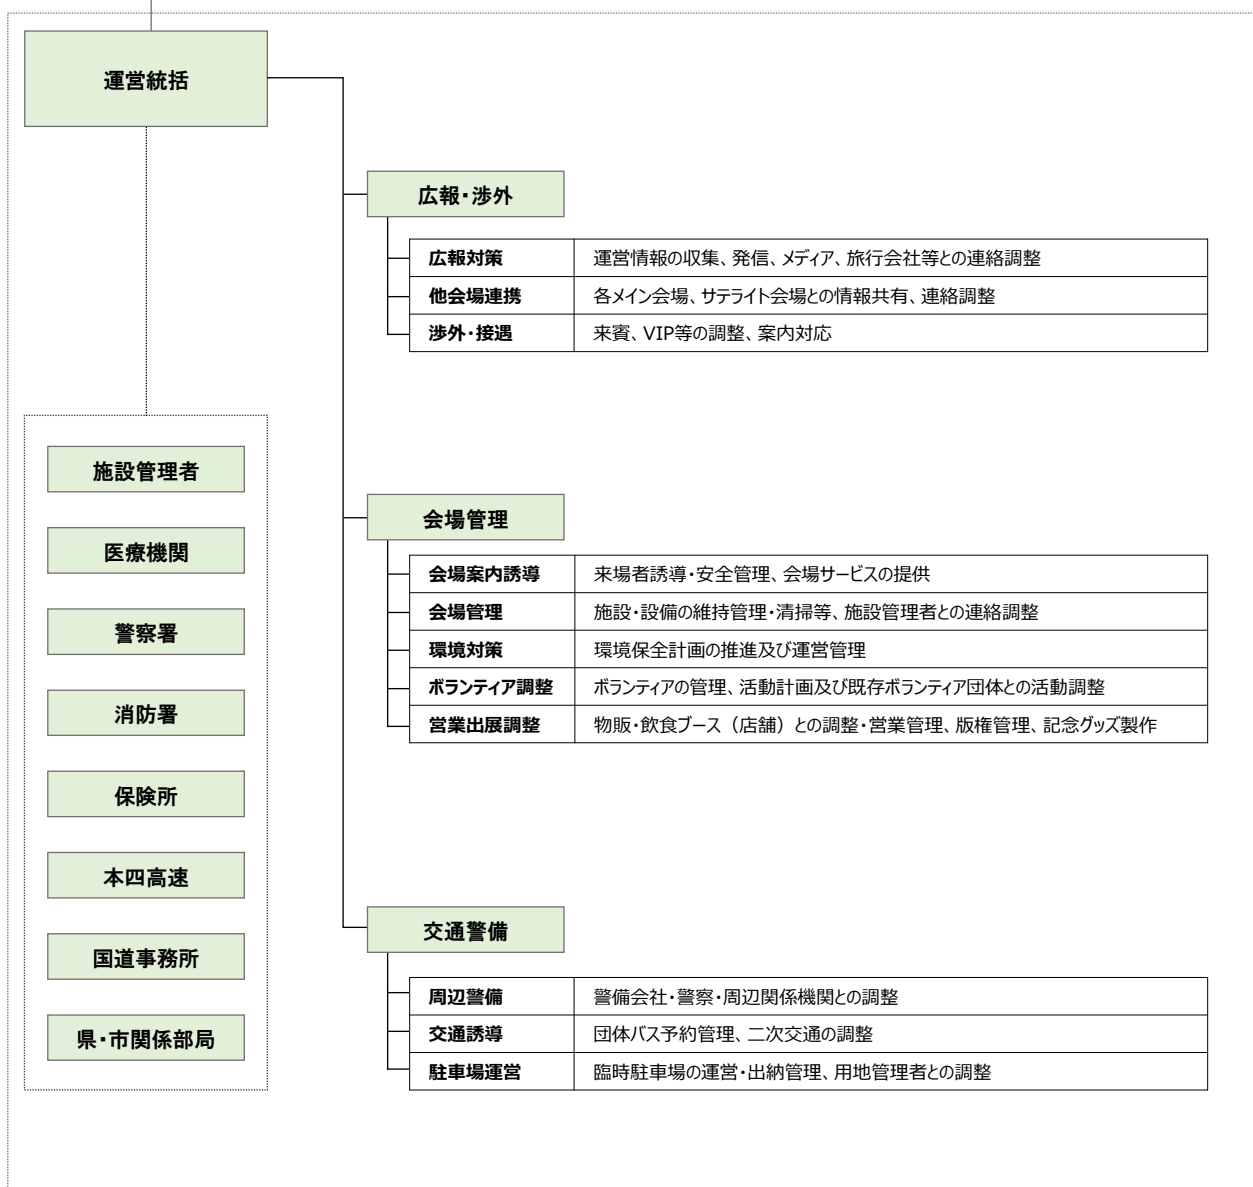 運営統括
広報・渉外
広報対策 運営情報の収集、発信、メディア、旅行会社等との連絡調整
他会場連携 各メイン会場、サテライト会場との情報共有、連絡調整
渉外・接遇 来賓、VIP等の調整、案内対応
施設管理者
医療機関
警察署
消防署
保険所
本四高速
国道事務所
県・市関係部局
会場管理
会場案内誘導 来場者誘導・安全管理、会場サービスの提供
会場管理 施設・設備の維持管理・清掃等、施設管理者との連絡調整
環境対策 環境保全計画の推進及び運営管理
ボランティア調整 ボランティアの管理、活動計画及び既存ボランティア団体との活動調整
営業出展調整 物販・飲食ブース（店舗）との調整・営業管理、版権管理、記念グッズ製作
交通警備
周辺警備 警備会社・警察・周辺関係機関との調整
交通誘導 団体バス予約管理、二次交通の調整
駐車場運営 臨時駐車場の運営・出納管理、用地管理者との調整